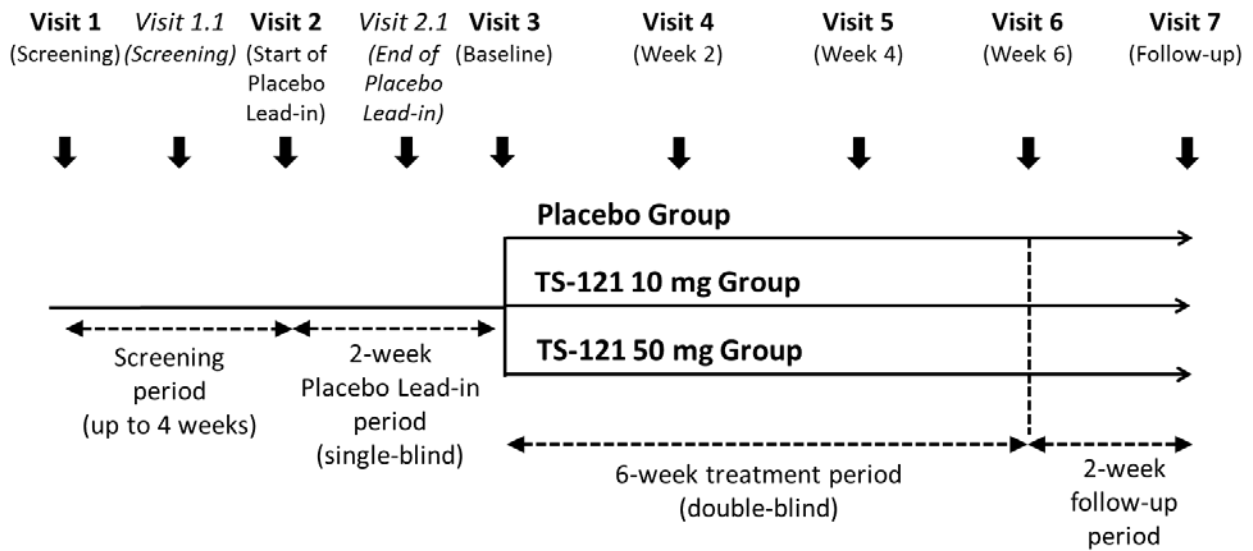 Visit 1
(Screening)
Visit 1.1
(Screening)
Visit 2
(Start of
Placebo
Lead-in)
Visit 2.1
(End of
Placebo
Lead-in)
Visit 3
(Baseline)
Visit 4
(Week 2)
Visit 5
(Week 4)
Visit 6
(Week 6)
Visit 7
(Follow-up)
Placebo Group
TS-121 10 mg Group
TS-121 50 mg Group
Screening
period
(up to 4 weeks)
2-week
Placebo Lead-in
period
(single-blind)
6-week treatment period
(double-blind)
2-week
follow-up
period